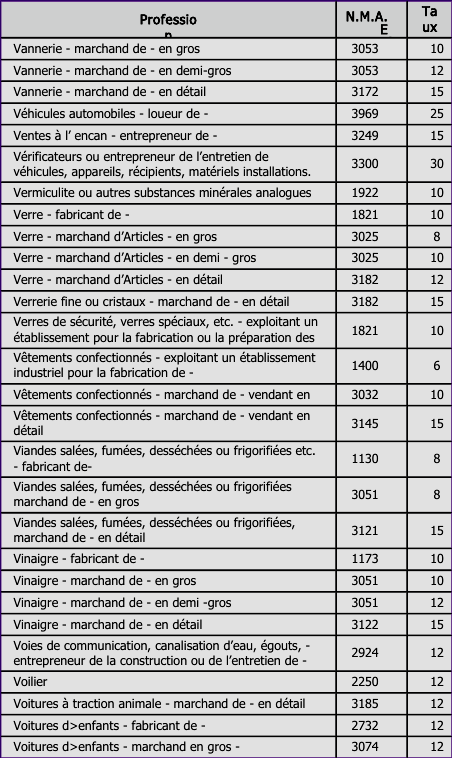 Professio
n
N.M.A.
E
Ta
ux
Vannerie - marchand de - en gros 3053 10
Vannerie - marchand de - en demi-gros 3053 12
Vannerie - marchand de - en détail 3172 15
Véhicules automobiles - loueur de - 3969 25
Ventes à l’ encan - entrepreneur de - 3249 15
Vérificateurs ou entrepreneur de l’entretien de
véhicules, appareils, récipients, matériels installations. 3300 30
Vermiculite ou autres substances minérales analogues 1922 10
Verre - fabricant de - 1821 10
Verre - marchand d’Articles - en gros 3025 8
Verre - marchand d’Articles - en demi - gros 3025 10
Verre - marchand d’Articles - en détail 3182 12
Verrerie fine ou cristaux - marchand de - en détail 3182 15
Verres de sécurité, verres spéciaux, etc. - exploitant un
établissement pour la fabrication ou la préparation des 1821 10
Vêtements confectionnés - exploitant un établissement
industriel pour la fabrication de - 1400 6
Vêtements confectionnés - marchand de - vendant en 3032 10
Vêtements confectionnés - marchand de - vendant en
détail 3145 15
Viandes salées, fumées, desséchées ou frigorifiées etc.
- fabricant de- 1130 8
Viandes salées, fumées, desséchées ou frigorifiées
marchand de - en gros 3051 8
Viandes salées, fumées, desséchées ou frigorifiées,
marchand de - en détail 3121 15
Vinaigre - fabricant de - 1173 10
Vinaigre - marchand de - en gros 3051 10
Vinaigre - marchand de - en demi -gros 3051 12
Vinaigre - marchand de - en détail 3122 15
Voies de communication, canalisation d’eau, égouts, -
entrepreneur de la construction ou de l’entretien de - 2924 12
Voilier 2250 12
Voitures à traction animale - marchand de - en détail 3185 12
Voitures d>enfants - fabricant de - 2732 12
Voitures d>enfants - marchand en gros - 3074 12